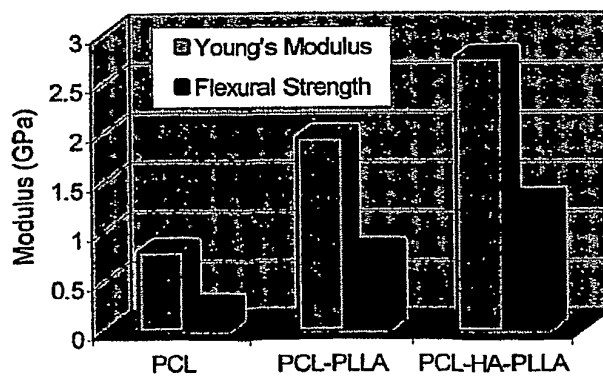 3
2.5
2
1.5
1
0.5
0
Modulus (GPa)
Young's Modulus
Flexural Strength
PCL
PCL-PLLA
PCL-HA-PLLA